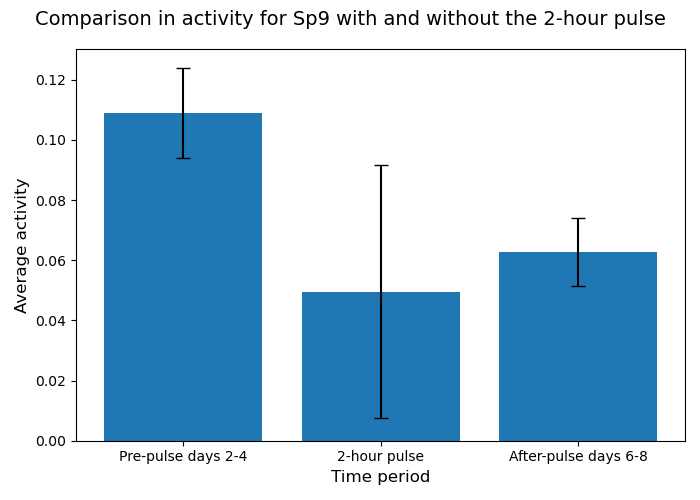 Comparison in activity for Sp9 with and without the 2-hour pulse
0.12
0.10
0.08
0.06
0.04
0.02
0.00
Average activity
Pre-pulse days 2-4
2-hour pulse
After-pulse days 6-8
Time period